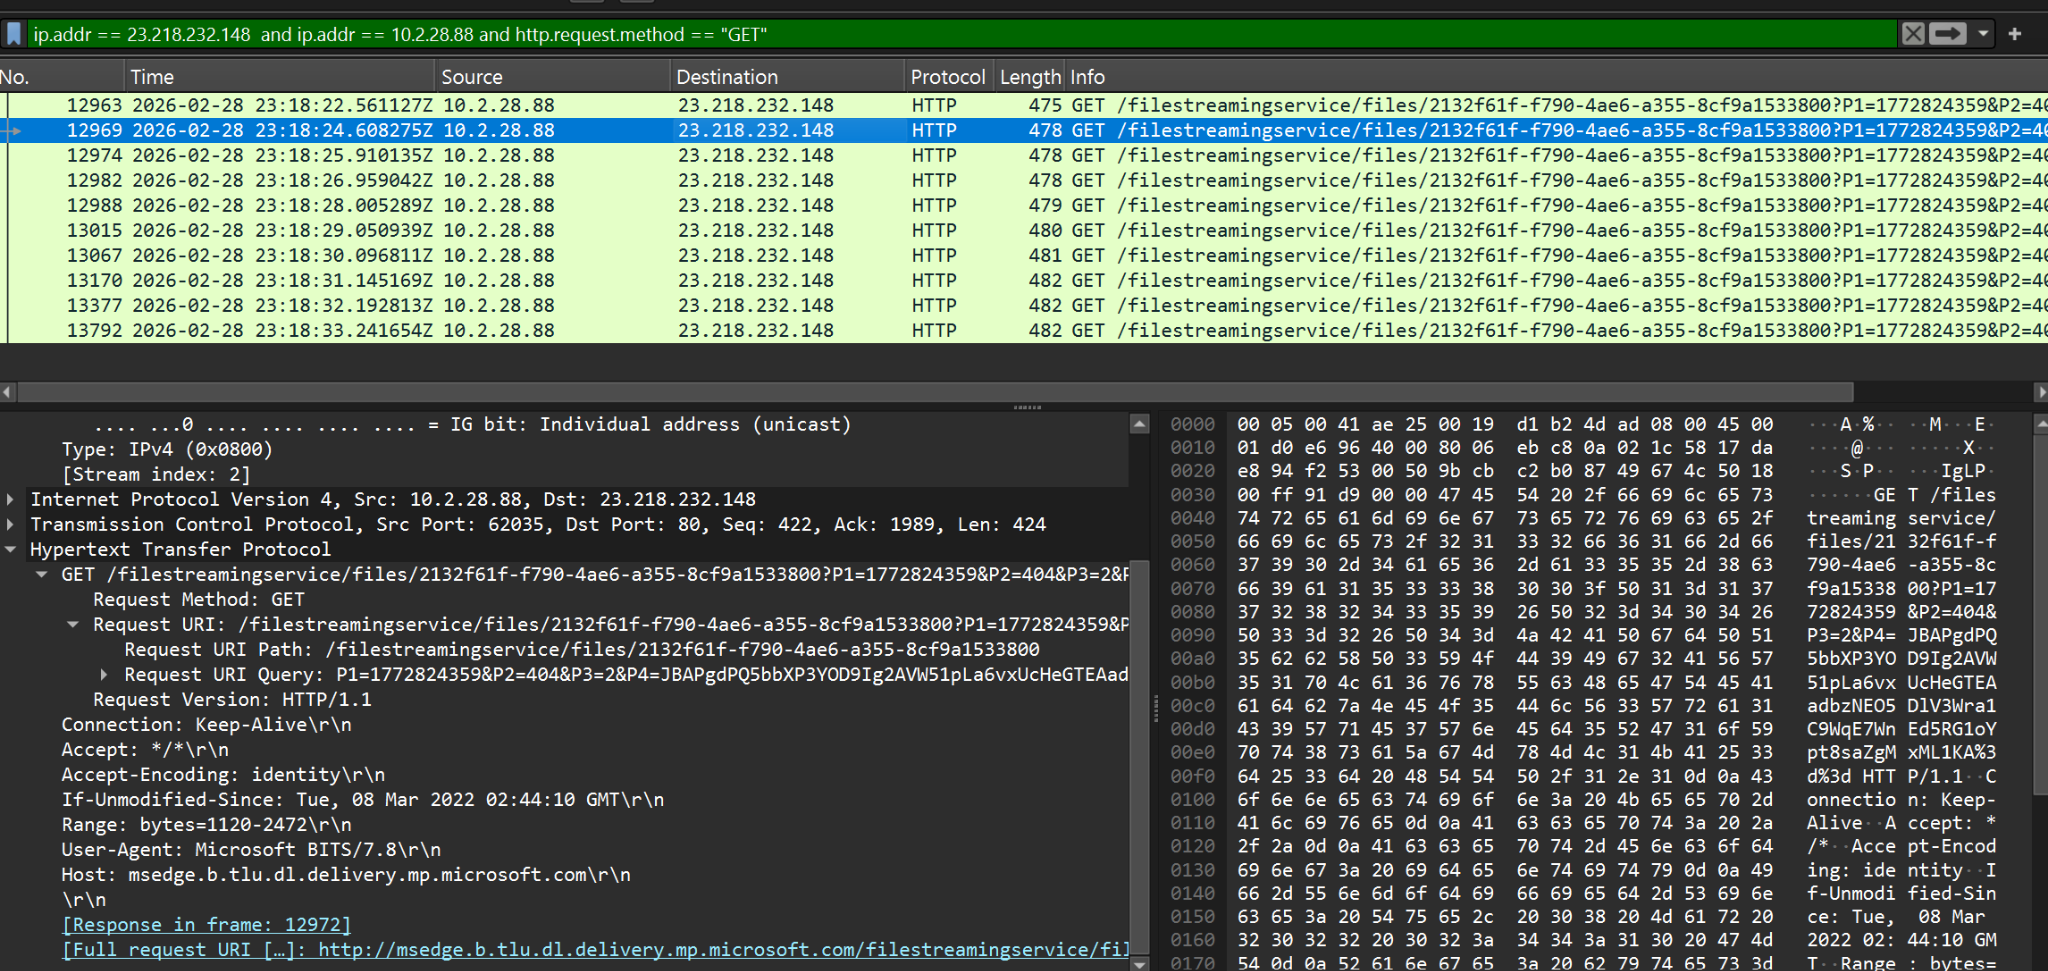 ip.addr == 23.218.232.148  and ip.addr == 10.2.28.88 and http.request.method == "GET"
No. Time Source Destination Protocol Length Info
12963 2026-02-28 23:18:22.561127Z 10.2.28.88 23.218.232.148 HTTP 475 GET /filestreamingservice/files/2132f61f-f790-4ae6-a355-8cf9a1533800?P1=1772824359&P2=40
12969 2026-02-28 23:18:24.608275Z 10.2.28.88 23.218.232.148 HTTP 478 GET /filestreamingservice/files/2132f61f-f790-4ae6-a355-8cf9a1533800?P1=1772824359&P2=40
12974 2026-02-28 23:18:25.910135Z 10.2.28.88 23.218.232.148 HTTP 478 GET /filestreamingservice/files/2132f61f-f790-4ae6-a355-8cf9a1533800?P1=1772824359&P2=40
12982 2026-02-28 23:18:26.959042Z 10.2.28.88 23.218.232.148 HTTP 478 GET /filestreamingservice/files/2132f61f-f790-4ae6-a355-8cf9a1533800?P1=1772824359&P2=40
12988 2026-02-28 23:18:28.005289Z 10.2.28.88 23.218.232.148 HTTP 479 GET /filestreamingservice/files/2132f61f-f790-4ae6-a355-8cf9a1533800?P1=1772824359&P2=40
13015 2026-02-28 23:18:29.050939Z 10.2.28.88 23.218.232.148 HTTP 480 GET /filestreamingservice/files/2132f61f-f790-4ae6-a355-8cf9a1533800?P1=1772824359&P2=40
13067 2026-02-28 23:18:30.096811Z 10.2.28.88 23.218.232.148 HTTP 481 GET /filestreamingservice/files/2132f61f-f790-4ae6-a355-8cf9a1533800?P1=1772824359&P2=40
13170 2026-02-28 23:18:31.145169Z 10.2.28.88 23.218.232.148 HTTP 482 GET /filestreamingservice/files/2132f61f-f790-4ae6-a355-8cf9a1533800?P1=1772824359&P2=40
13377 2026-02-28 23:18:32.192813Z 10.2.28.88 23.218.232.148 HTTP 482 GET /filestreamingservice/files/2132f61f-f790-4ae6-a355-8cf9a1533800?P1=1772824359&P2=40
13792 2026-02-28 23:18:33.241654Z 10.2.28.88 23.218.232.148 HTTP 482 GET /filestreamingservice/files/2132f61f-f790-4ae6-a355-8cf9a1533800?P1=1772824359&P2=40
.... ...0 .... .... .... .... = IG bit: Individual address (unicast)
Type: IPv4 (0x0800)
[Stream index: 2]
Internet Protocol Version 4, Src: 10.2.28.88, Dst: 23.218.232.148
Transmission Control Protocol, Src Port: 62035, Dst Port: 80, Seq: 422, Ack: 1989, Len: 424
Hypertext Transfer Protocol
GET /filestreamingservice/files/2132f61f-f790-4ae6-a355-8cf9a1533800?P1=1772824359&P2=404&P3=2&P
Request Method: GET
Request URI: /filestreamingservice/files/2132f61f-f790-4ae6-a355-8cf9a1533800?P1=1772824359&P
Request URI Path: /filestreamingservice/files/2132f61f-f790-4ae6-a355-8cf9a1533800
Request URI Query: P1=1772824359&P2=404&P3=2&P4=JBAPgdPQ5bbXP3YOD9Ig2AVW51pLa6vxUcHeGTEAad
Request Version: HTTP/1.1
Connection: Keep-Alive\r\n
Accept: */*\r\n
Accept-Encoding: identity\r\n
If-Unmodified-Since: Tue, 08 Mar 2022 02:44:10 GMT\r\n
Range: bytes=1120-2472\r\n
User-Agent: Microsoft BITS/7.8\r\n
Host: msedge.b.tlu.dl.delivery.mp.microsoft.com\r\n
\r\n
[Response in frame: 12972]
[Full request URI […]: http://msedge.b.tlu.dl.delivery.mp.microsoft.com/filestreamingservice/fil
0000 00 05 00 41 ae 25 00 19 d1 b2 4d ad 08 00 45 00 ···A·%·· ··M···E·
0010 01 d0 e6 96 40 00 80 06 eb c8 0a 02 1c 58 17 da ····@··· ·····X··
0020 e8 94 f2 53 00 50 9b cb c2 b0 87 49 67 4c 50 18 ···S·P·· ···IgLP·
0030 00 ff 91 d9 00 00 47 45 54 20 2f 66 69 6c 65 73 ······GE T /files
0040 74 72 65 61 6d 69 6e 67 73 65 72 76 69 63 65 2f treaming service/
0050 66 69 6c 65 73 2f 32 31 33 32 66 36 31 66 2d 66 files/21 32f61f-f
0060 37 39 30 2d 34 61 65 36 2d 61 33 35 35 2d 38 63 790-4ae6 -a355-8c
0070 66 39 61 31 35 33 33 38 30 30 3f 50 31 3d 31 37 f9a15338 00?P1=17
0080 37 32 38 32 34 33 35 39 26 50 32 3d 34 30 34 26 72824359 &P2=404&
0090 50 33 3d 32 26 50 34 3d 4a 42 41 50 67 64 50 51 P3=2&P4= JBAPgdPQ
00a0 35 62 62 58 50 33 59 4f 44 39 49 67 32 41 56 57 5bbXP3YO D9Ig2AVW
00b0 35 31 70 4c 61 36 76 78 55 63 48 65 47 54 45 41 51pLa6vx UcHeGTEA
00c0 61 64 62 7a 4e 45 4f 35 44 6c 56 33 57 72 61 31 adbzNEO5 DlV3Wra1
00d0 43 39 57 71 45 37 57 6e 45 64 35 52 47 31 6f 59 C9WqE7Wn Ed5RG1oY
00e0 70 74 38 73 61 5a 67 4d 78 4d 4c 31 4b 41 25 33 pt8saZgM xML1KA%3
00f0 64 25 33 64 20 48 54 54 50 2f 31 2e 31 0d 0a 43 d%3d HTT P/1.1··C
0100 6f 6e 6e 65 63 74 69 6f 6e 3a 20 4b 65 65 70 2d onnectio n: Keep-
0110 41 6c 69 76 65 0d 0a 41 63 63 65 70 74 3a 20 2a Alive··A ccept: *
0120 2f 2a 0d 0a 41 63 63 65 70 74 2d 45 6e 63 6f 64 /*··Acce pt-Encod
0130 69 6e 67 3a 20 69 64 65 6e 74 69 74 79 0d 0a 49 ing: ide ntity··I
0140 66 2d 55 6e 6d 6f 64 69 66 69 65 64 2d 53 69 6e f-Unmodi fied-Sin
0150 63 65 3a 20 54 75 65 2c 20 30 38 20 4d 61 72 20 ce: Tue,  08 Mar
0160 32 30 32 32 20 30 32 3a 34 34 3a 31 30 20 47 4d 2022 02: 44:10 GM
0170 54 0d 0a 52 61 6e 67 65 3a 20 62 79 74 65 73 3d T··Range : bytes=